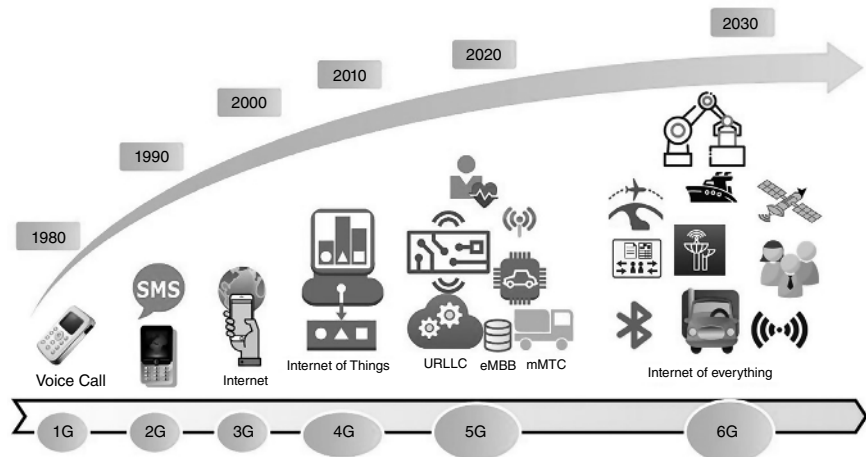 2030
2020
2010
2000
1990
1980
SMS
Voice Call
Internet
Internet of Things
URLLC
eMBB
mMTC
Internet of everything
1G
2G
3G
4G
5G
6G